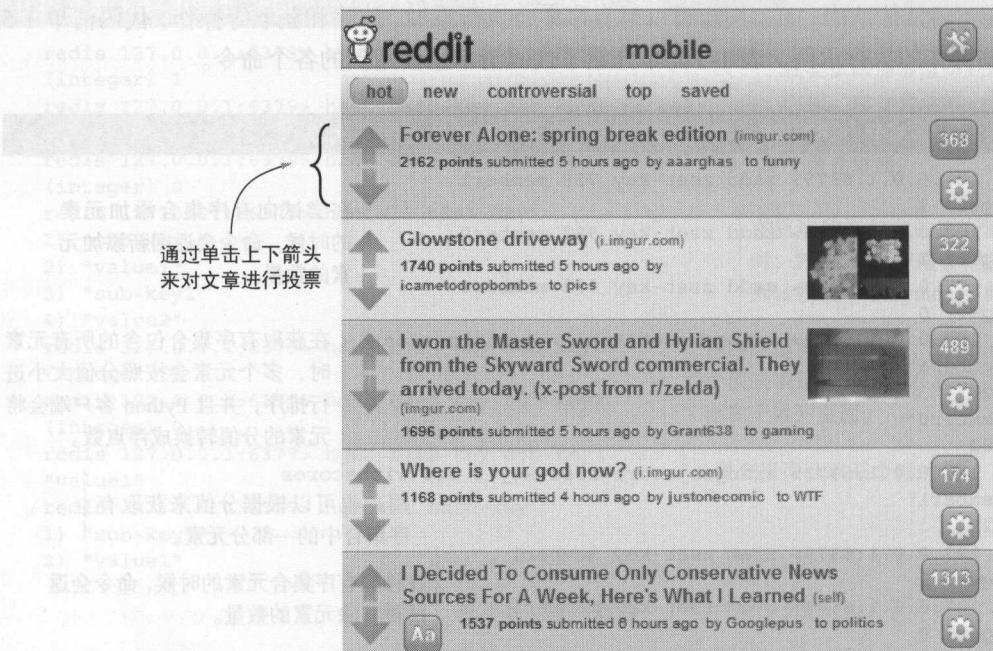 reddit mobile
hot new controversial top saved
Forever Alone: spring break edition (imgur.com)
2162 points submitted 5 hours ago by aaarghas to funny
368
通过单击上下箭头
来对文章进行投票
Glowstone driveway (i.imgur.com)
1740 points submitted 5 hours ago by
icametodropbombs to pics
322
I won the Master Sword and Hylian Shield
from the Skyward Sword commercial. They
arrived today. (x-post from r/zelda)
(imgur.com)
1696 points submitted 5 hours ago by Grant638 to gaming
489
Where is your god now? (i.imgur.com)
1168 points submitted 4 hours ago by justonecomic to WTF
174
I Decided To Consume Only Conservative News
Sources For A Week, Here's What I Learned (self)
1537 points submitted 6 hours ago by Googlepus to politics
1313
Aa